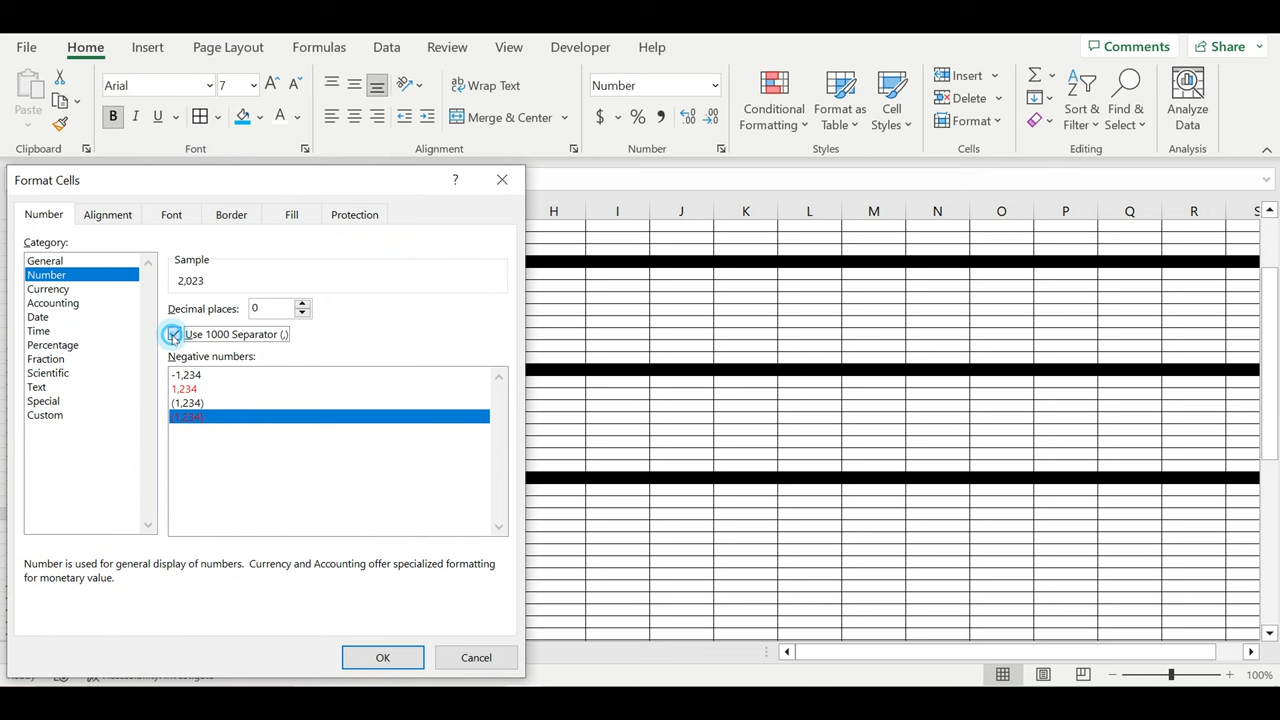 File Home Insert Page Layout Formulas Data Review View Developer Help Comments Share
Paste
Arial 7
B I U A
Wrap Text
Merge & Center
Number
$ %
Conditional Formatting
Format as Table
Cell Styles
Insert
Delete
Format
Sort & Filter
Find & Select
Analyze Data
Clipboard Font Alignment Number Styles Cells Editing Analysis
Format Cells ?
Number Alignment Font Border Fill Protection
Category:
General
Number
Currency
Accounting
Date
Time
Percentage
Fraction
Scientific
Text
Special
Custom
Sample
2,023
Decimal places: 0
Use 1000 Separator (,)
Negative numbers:
-1,234
1,234
(1,234)
(1,234)
Number is used for general display of numbers. Currency and Accounting offer specialized formatting
for monetary value.
OK Cancel
H I J K L M N O P Q R S
100%